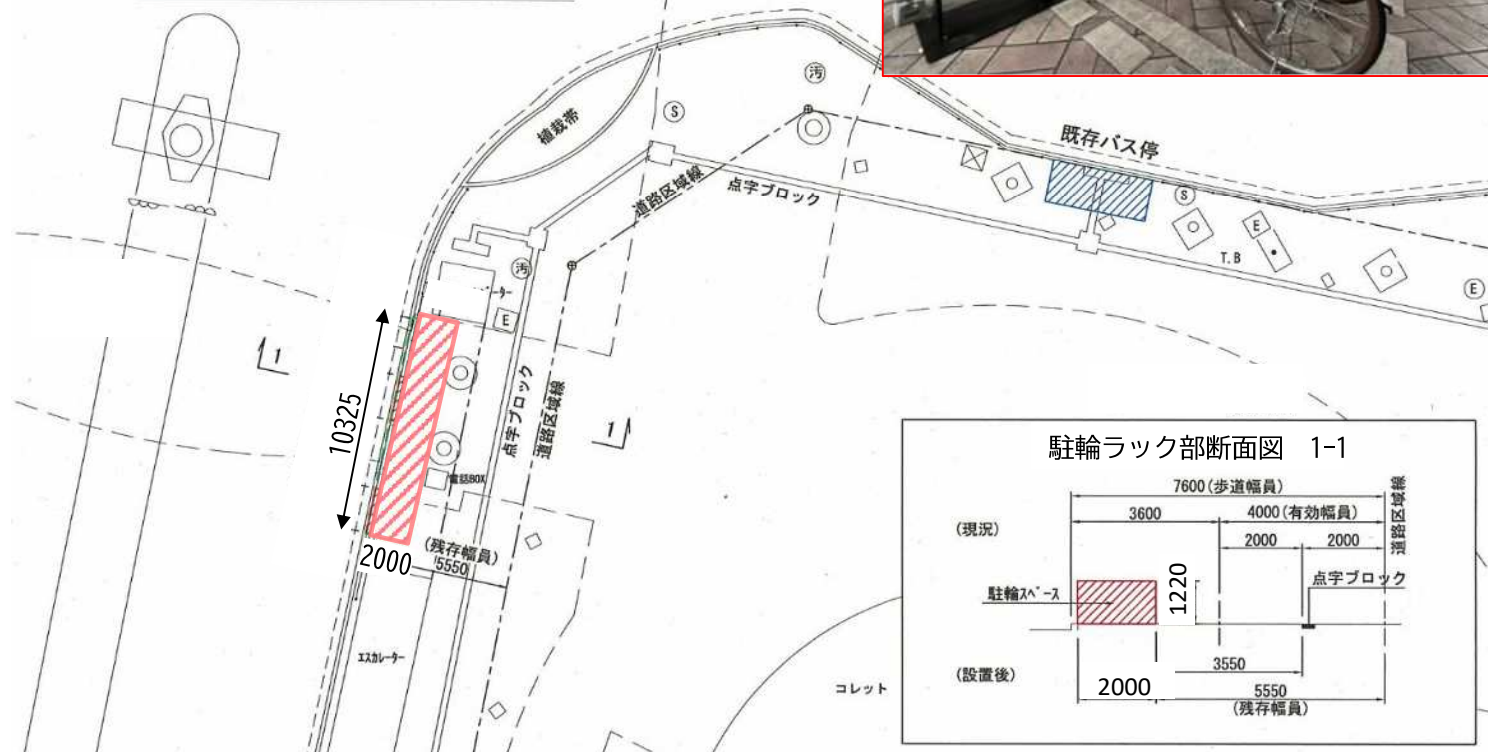 汚
植栽帯
S
既存バス停
道路区域線
点字ブロック
S
E
T.B
E
汚
E
1
1
10325
点字ブロック
道路区域線
電話BOX
2000
(残存幅員)
5550
エスカレーター
コレット
駐輪ラック部断面図 1-1
7600(歩道幅員)
道路区域線
(現況)
3600
4000(有効幅員)
2000
2000
駐輪スペース
1220
点字ブロック
(設置後)
3550
2000
5550
(残存幅員)